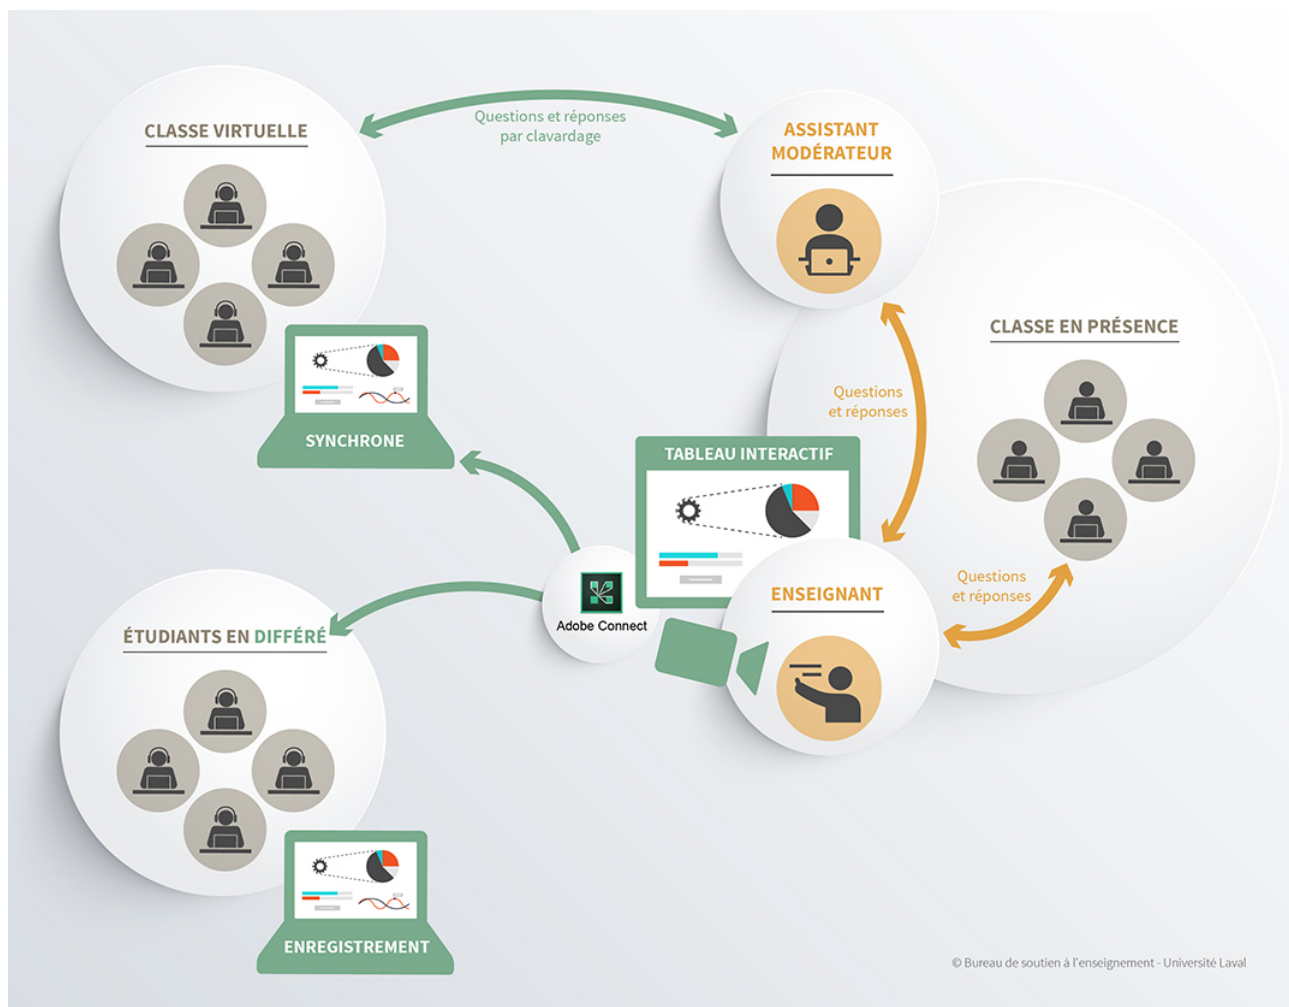 CLASSE VIRTUELLE
Questions et réponses
par clavardage
ASSISTANT
MODÉRATEUR
CLASSE EN PRÉSENCE
Questions
et réponses
SYNCHRONE
TABLEAU INTERACTIF
Adobe Connect
ENSEIGNANT
Questions
et réponses
ÉTUDIANTS EN DIFFÉRÉ
ENREGISTREMENT
© Bureau de soutien à l'enseignement - Université Laval